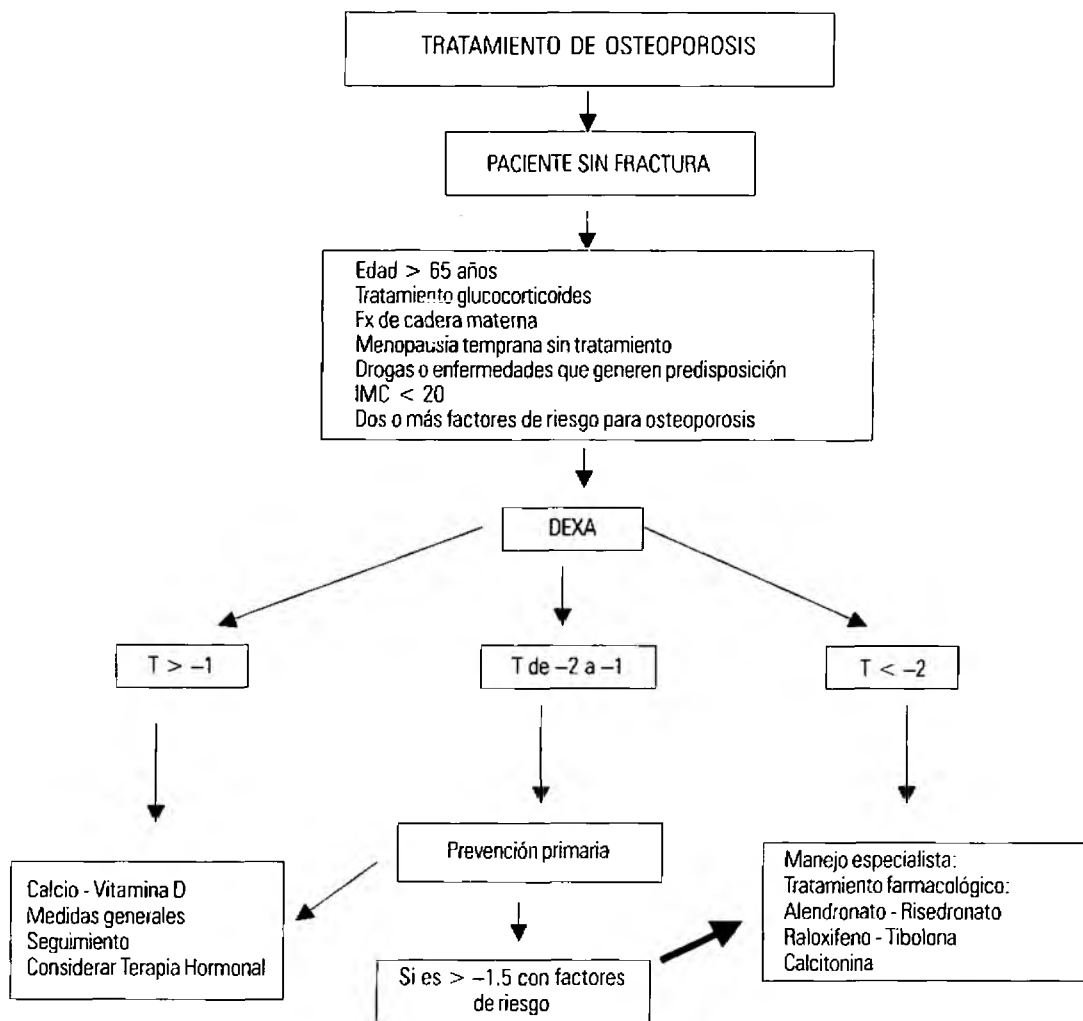 TRATAMIENTO DE OSTEOPOROSIS
PACIENTE SIN FRACTURA
Edad > 65 años
Tratamiento glucocorticoides
Fx de cadera materna
Menopausia temprana sin tratamiento
Drogas o enfermedades que generen predisposición
IMC < 20
Dos o más factores de riesgo para osteoporosis
DEXA
T > –1
T de –2 a –1
T < –2
Prevención primaria
Calcio - Vitamina D
Medidas generales
Seguimiento
Considerar Terapia Hormonal
Si es > –1.5 con factores
de riesgo
Manejo especialista:
Tratamiento farmacológico:
Alendronato - Risedronato
Raloxifeno - Tibolona
Calcitonina